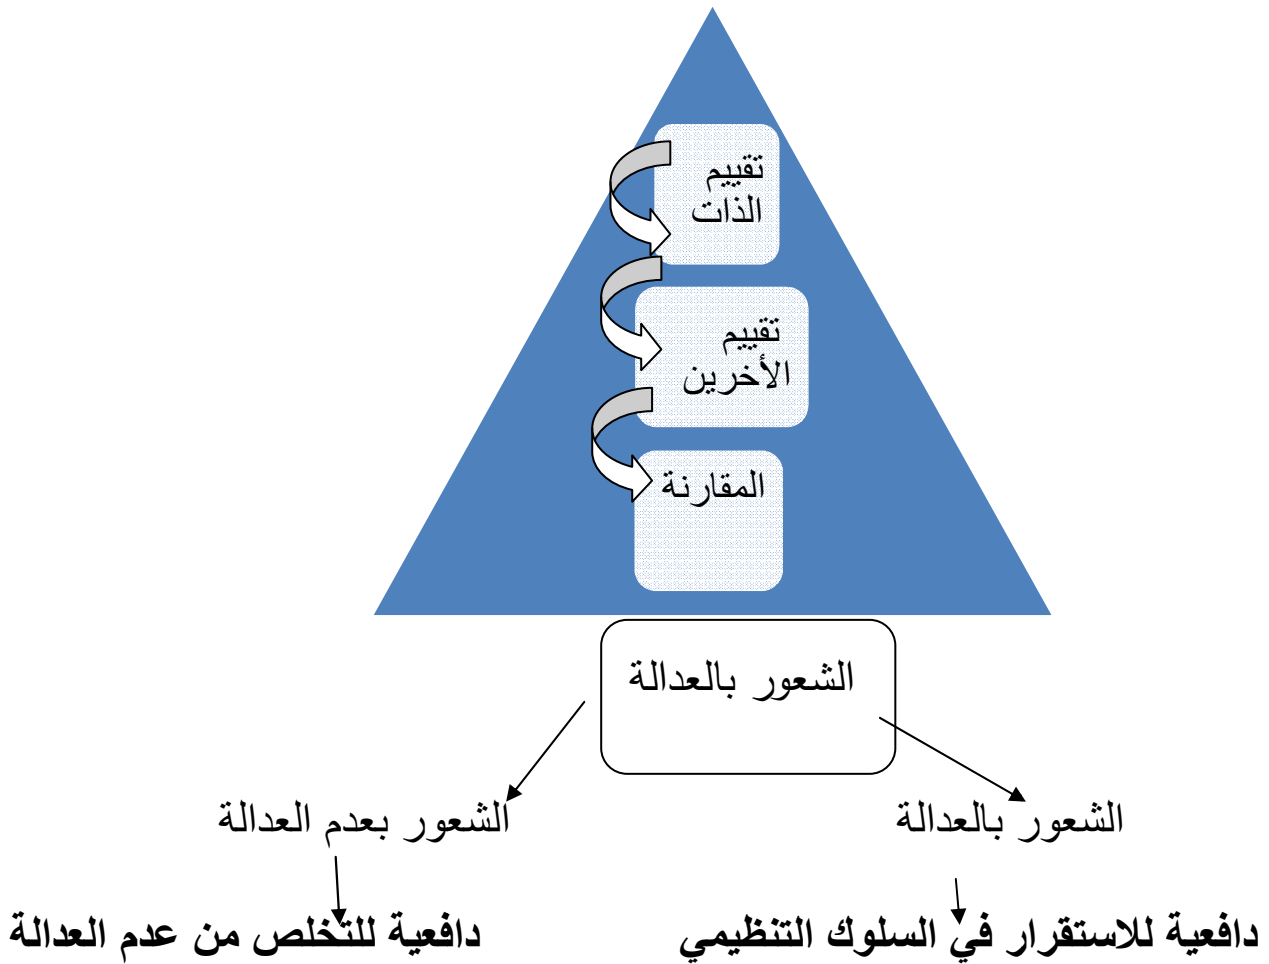 تقييم
الذات
تقييم
الأخرين
المقارنة
الشعور بالعدالة
الشعور بالعدالة
الشعور بعدم العدالة
دافعية للاستقرار في السلوك التنظيمي
دافعية للتخلص من عدم العدالة